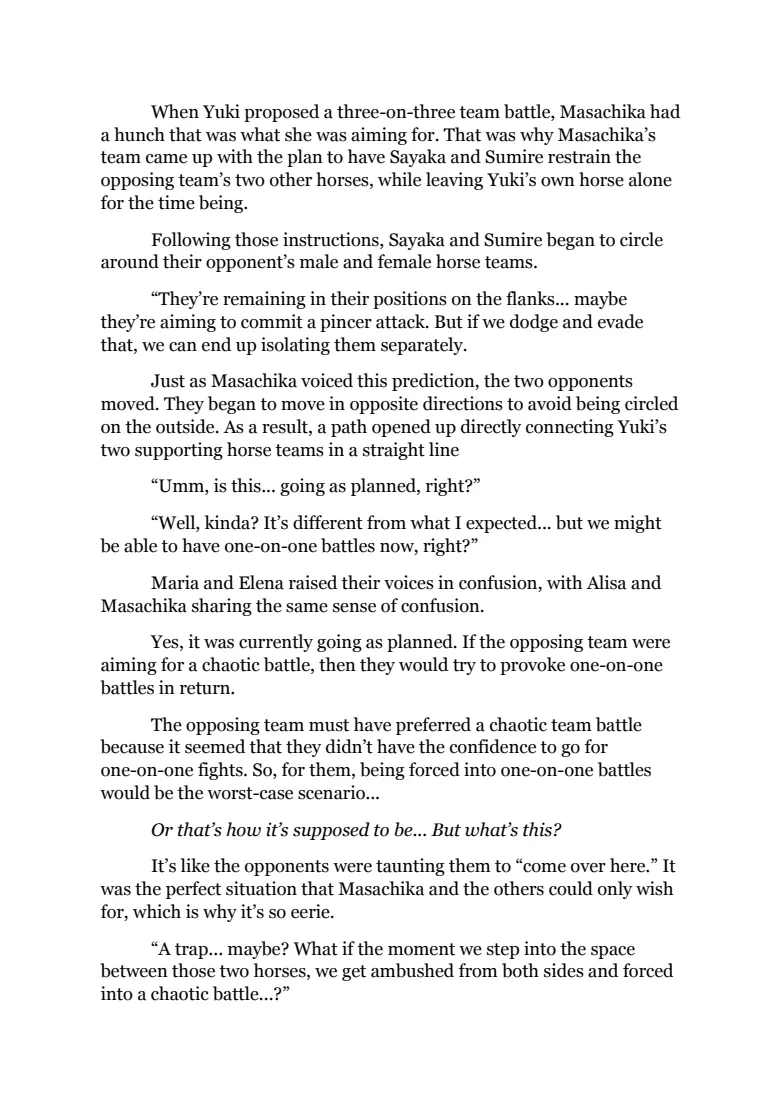 When Yuki proposed a three-on-three team battle, Masachika had
a hunch that was what she was aiming for. That was why Masachika’s
team came up with the plan to have Sayaka and Sumire restrain the
opposing team’s two other horses, while leaving Yuki’s own horse alone
for the time being.
Following those instructions, Sayaka and Sumire began to circle
around their opponent’s male and female horse teams.
“They’re remaining in their positions on the flanks... maybe
they’re aiming to commit a pincer attack. But if we dodge and evade
that, we can end up isolating them separately.
Just as Masachika voiced this prediction, the two opponents
moved. They began to move in opposite directions to avoid being circled
on the outside. As a result, a path opened up directly connecting Yuki’s
two supporting horse teams in a straight line
“Umm, is this... going as planned, right?”
“Well, kinda? It’s different from what I expected... but we might
be able to have one-on-one battles now, right?”
Maria and Elena raised their voices in confusion, with Alisa and
Masachika sharing the same sense of confusion.
Yes, it was currently going as planned. If the opposing team were
aiming for a chaotic battle, then they would try to provoke one-on-one
battles in return.
The opposing team must have preferred a chaotic team battle
because it seemed that they didn’t have the confidence to go for
one-on-one fights. So, for them, being forced into one-on-one battles
would be the worst-case scenario...
Or that’s how it’s supposed to be... But what’s this?
It’s like the opponents were taunting them to “come over here.” It
was the perfect situation that Masachika and the others could only wish
for, which is why it’s so eerie.
“A trap... maybe? What if the moment we step into the space
between those two horses, we get ambushed from both sides and forced
into a chaotic battle...?”